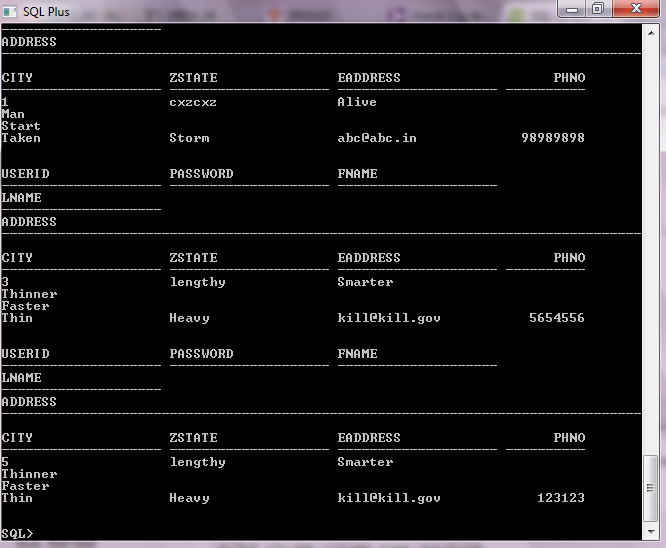 SQL Plus
ADDRESS
CITY ZSTATE EADDRESS PHNO
1 cxzcxz Alive
Man
Start
Taken Storm abc@abc.in 98989898
USERID PASSWORD FNAME
LNAME
ADDRESS
CITY ZSTATE EADDRESS PHNO
3 lengthy Smarter
Thinner
Faster
Thin Heavy kill@kill.gov 5654556
USERID PASSWORD FNAME
LNAME
ADDRESS
CITY ZSTATE EADDRESS PHNO
5 lengthy Smarter
Thinner
Faster
Thin Heavy kill@kill.gov 123123
SQL>